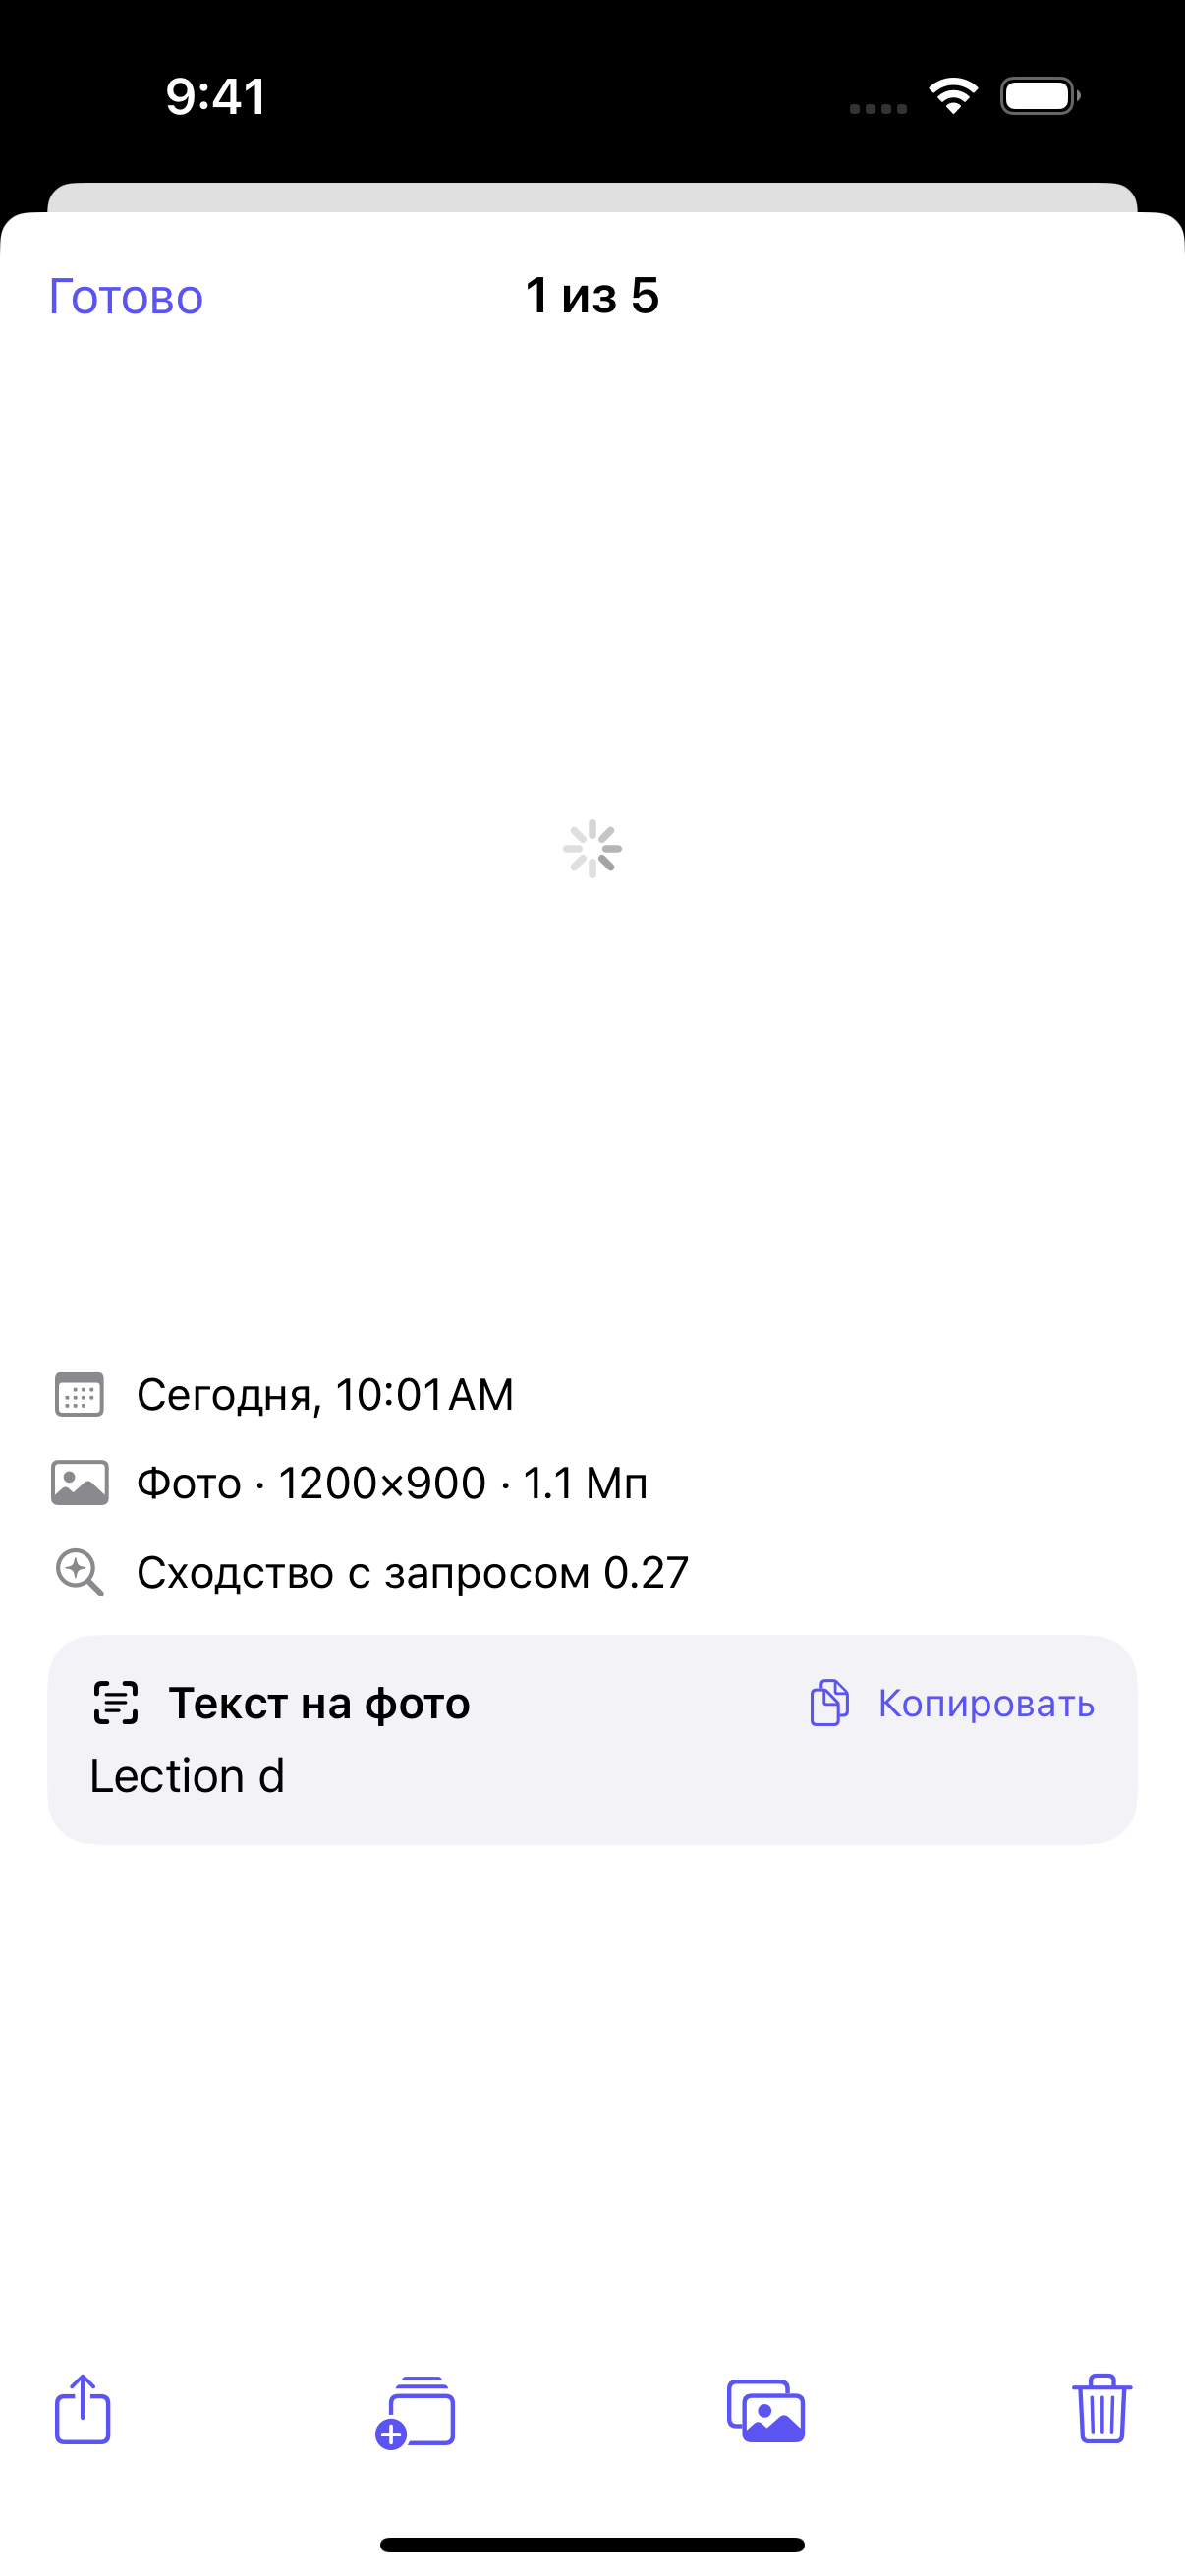 9:41
Готово
1 из 5
Сегодня, 10:01 AM
Фото · 1200×900 · 1.1 Мп
Сходство с запросом 0.27
Текст на фото
Копировать
Lection d